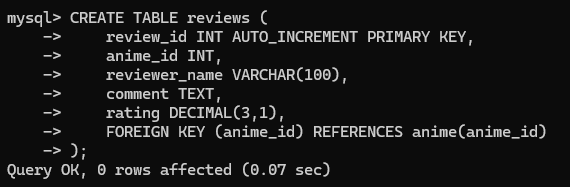 mysql> CREATE TABLE reviews (
    ->     review_id INT AUTO_INCREMENT PRIMARY KEY,
    ->     anime_id INT,
    ->     reviewer_name VARCHAR(100),
    ->     comment TEXT,
    ->     rating DECIMAL(3,1),
    ->     FOREIGN KEY (anime_id) REFERENCES anime(anime_id)
    -> );
Query OK, 0 rows affected (0.07 sec)